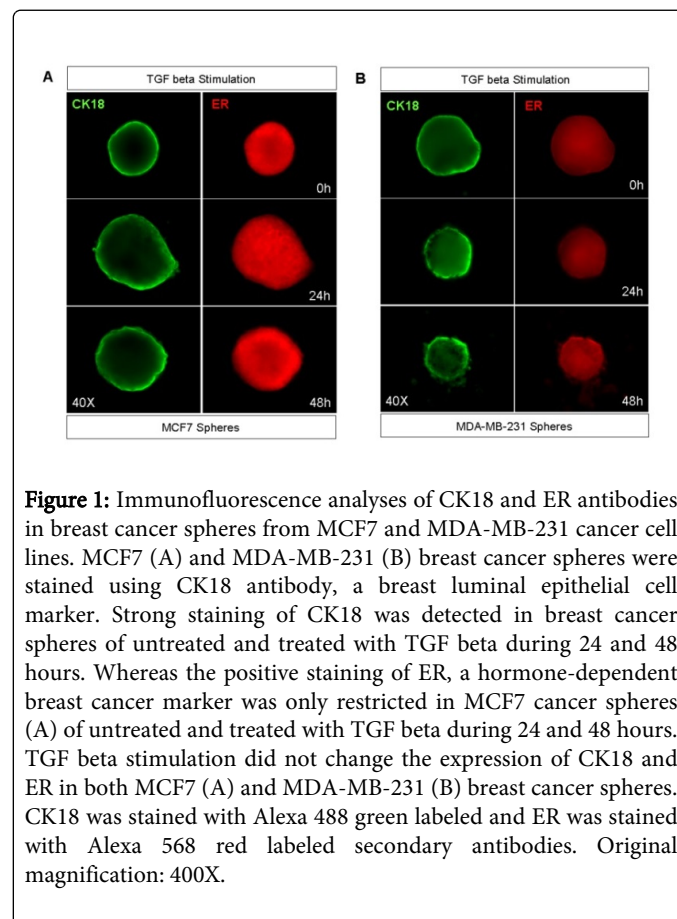 A
TGF beta Stimulation
CK18
ER
0h
24h
40X
48h
MCF7 Spheres
B
TGF beta Stimulation
CK18
ER
0h
24h
40X
48h
MDA-MB-231 Spheres
Figure 1: Immunofluorescence analyses of CK18 and ER antibodies
in breast cancer spheres from MCF7 and MDA-MB-231 cancer cell
lines. MCF7 (A) and MDA-MB-231 (B) breast cancer spheres were
stained using CK18 antibody, a breast luminal epithelial cell
marker. Strong staining of CK18 was detected in breast cancer
spheres of untreated and treated with TGF beta during 24 and 48
hours. Whereas the positive staining of ER, a hormone-dependent
breast cancer marker was only restricted in MCF7 cancer spheres
(A) of untreated and treated with TGF beta during 24 and 48 hours.
TGF beta stimulation did not change the expression of CK18 and
ER in both MCF7 (A) and MDA-MB-231 (B) breast cancer spheres.
CK18 was stained with Alexa 488 green labeled and ER was stained
with Alexa 568 red labeled secondary antibodies. Original
magnification: 400X.